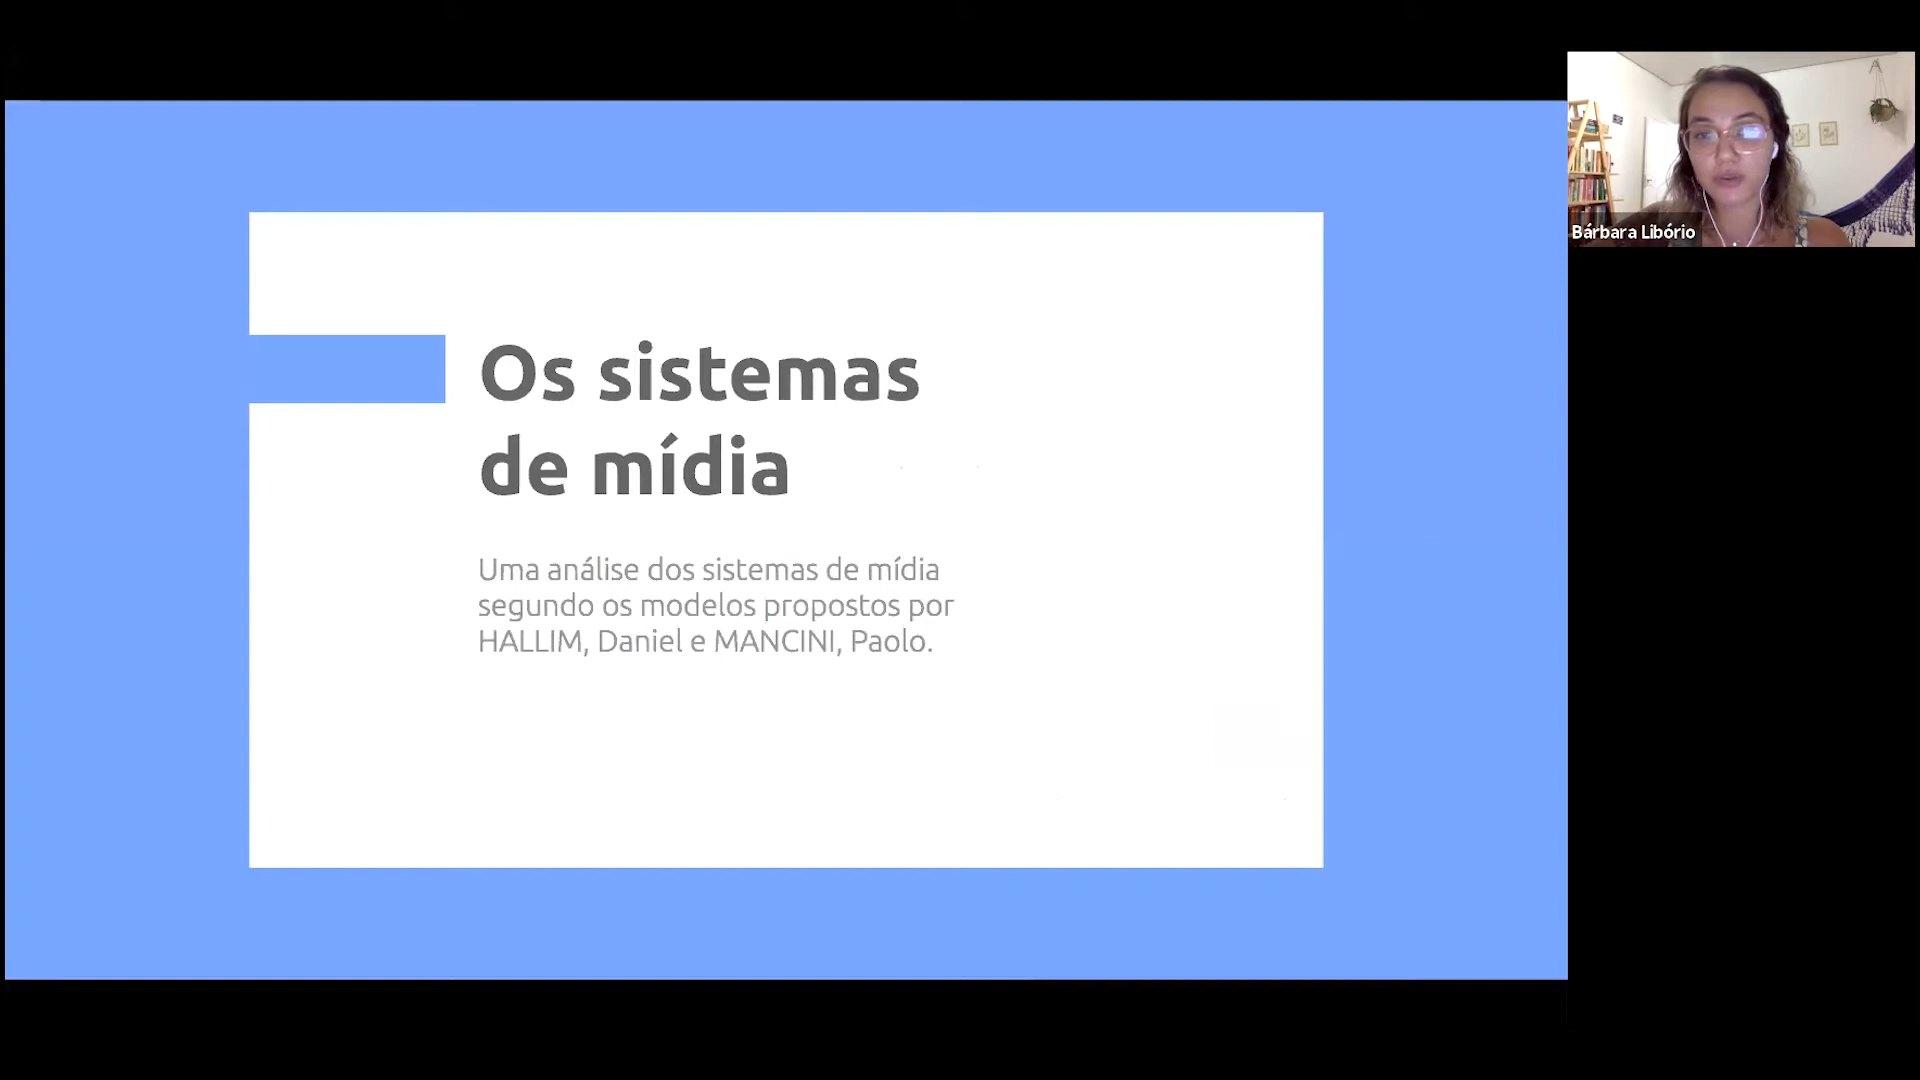 Os sistemas
de mídia
Uma análise dos sistemas de mídia
segundo os modelos propostos por
HALLIM, Daniel e MANCINI, Paolo.
Bárbara Libório